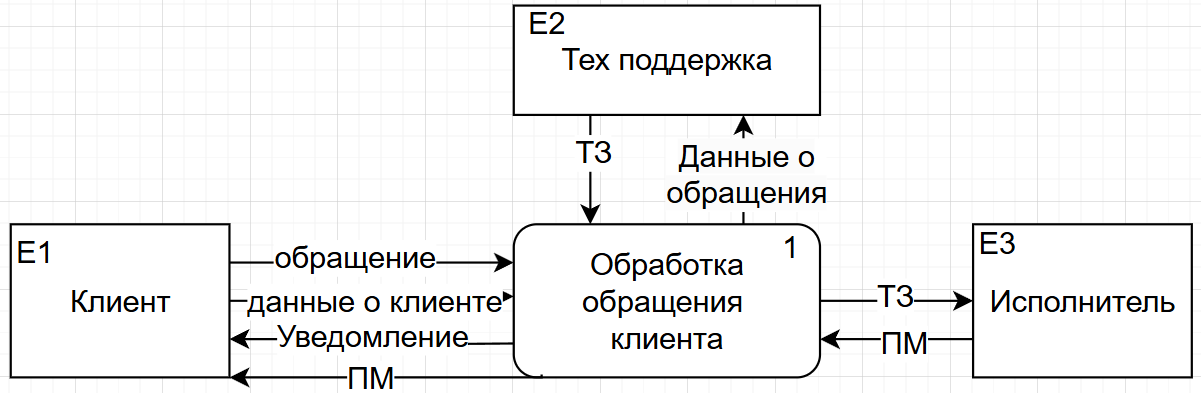 E2
Тех поддержка
ТЗ
Данные о
обращения
E1
Клиент
обращение
данные о клиенте
Уведомление
ПМ
1
Обработка
обращения
клиента
ТЗ
ПМ
E3
Исполнитель